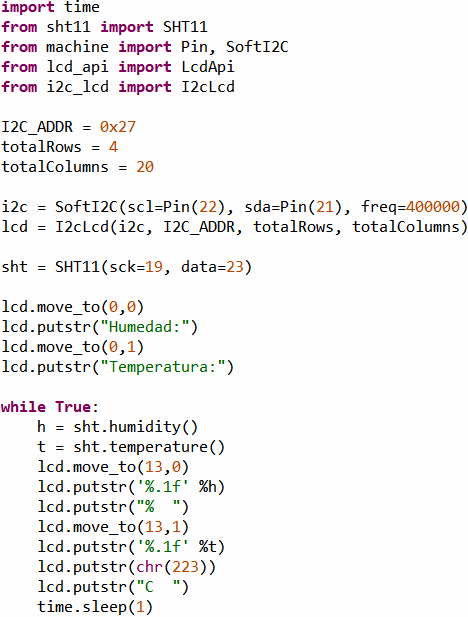 import time
from sht11 import SHT11
from machine import Pin, SoftI2C
from lcd_api import LcdApi
from i2c_lcd import I2cLcd

I2C_ADDR = 0x27
totalRows = 4
totalColumns = 20

i2c = SoftI2C(scl=Pin(22), sda=Pin(21), freq=400000)
lcd = I2cLcd(i2c, I2C_ADDR, totalRows, totalColumns)

sht = SHT11(sck=19, data=23)

lcd.move_to(0,0)
lcd.putstr("Humedad:")
lcd.move_to(0,1)
lcd.putstr("Temperatura:")

while True:
    h = sht.humidity()
    t = sht.temperature()
    lcd.move_to(13,0)
    lcd.putstr('%.1f' %h)
    lcd.putstr("%  ")
    lcd.move_to(13,1)
    lcd.putstr('%.1f' %t)
    lcd.putstr(chr(223))
    lcd.putstr("C  ")
    time.sleep(1)